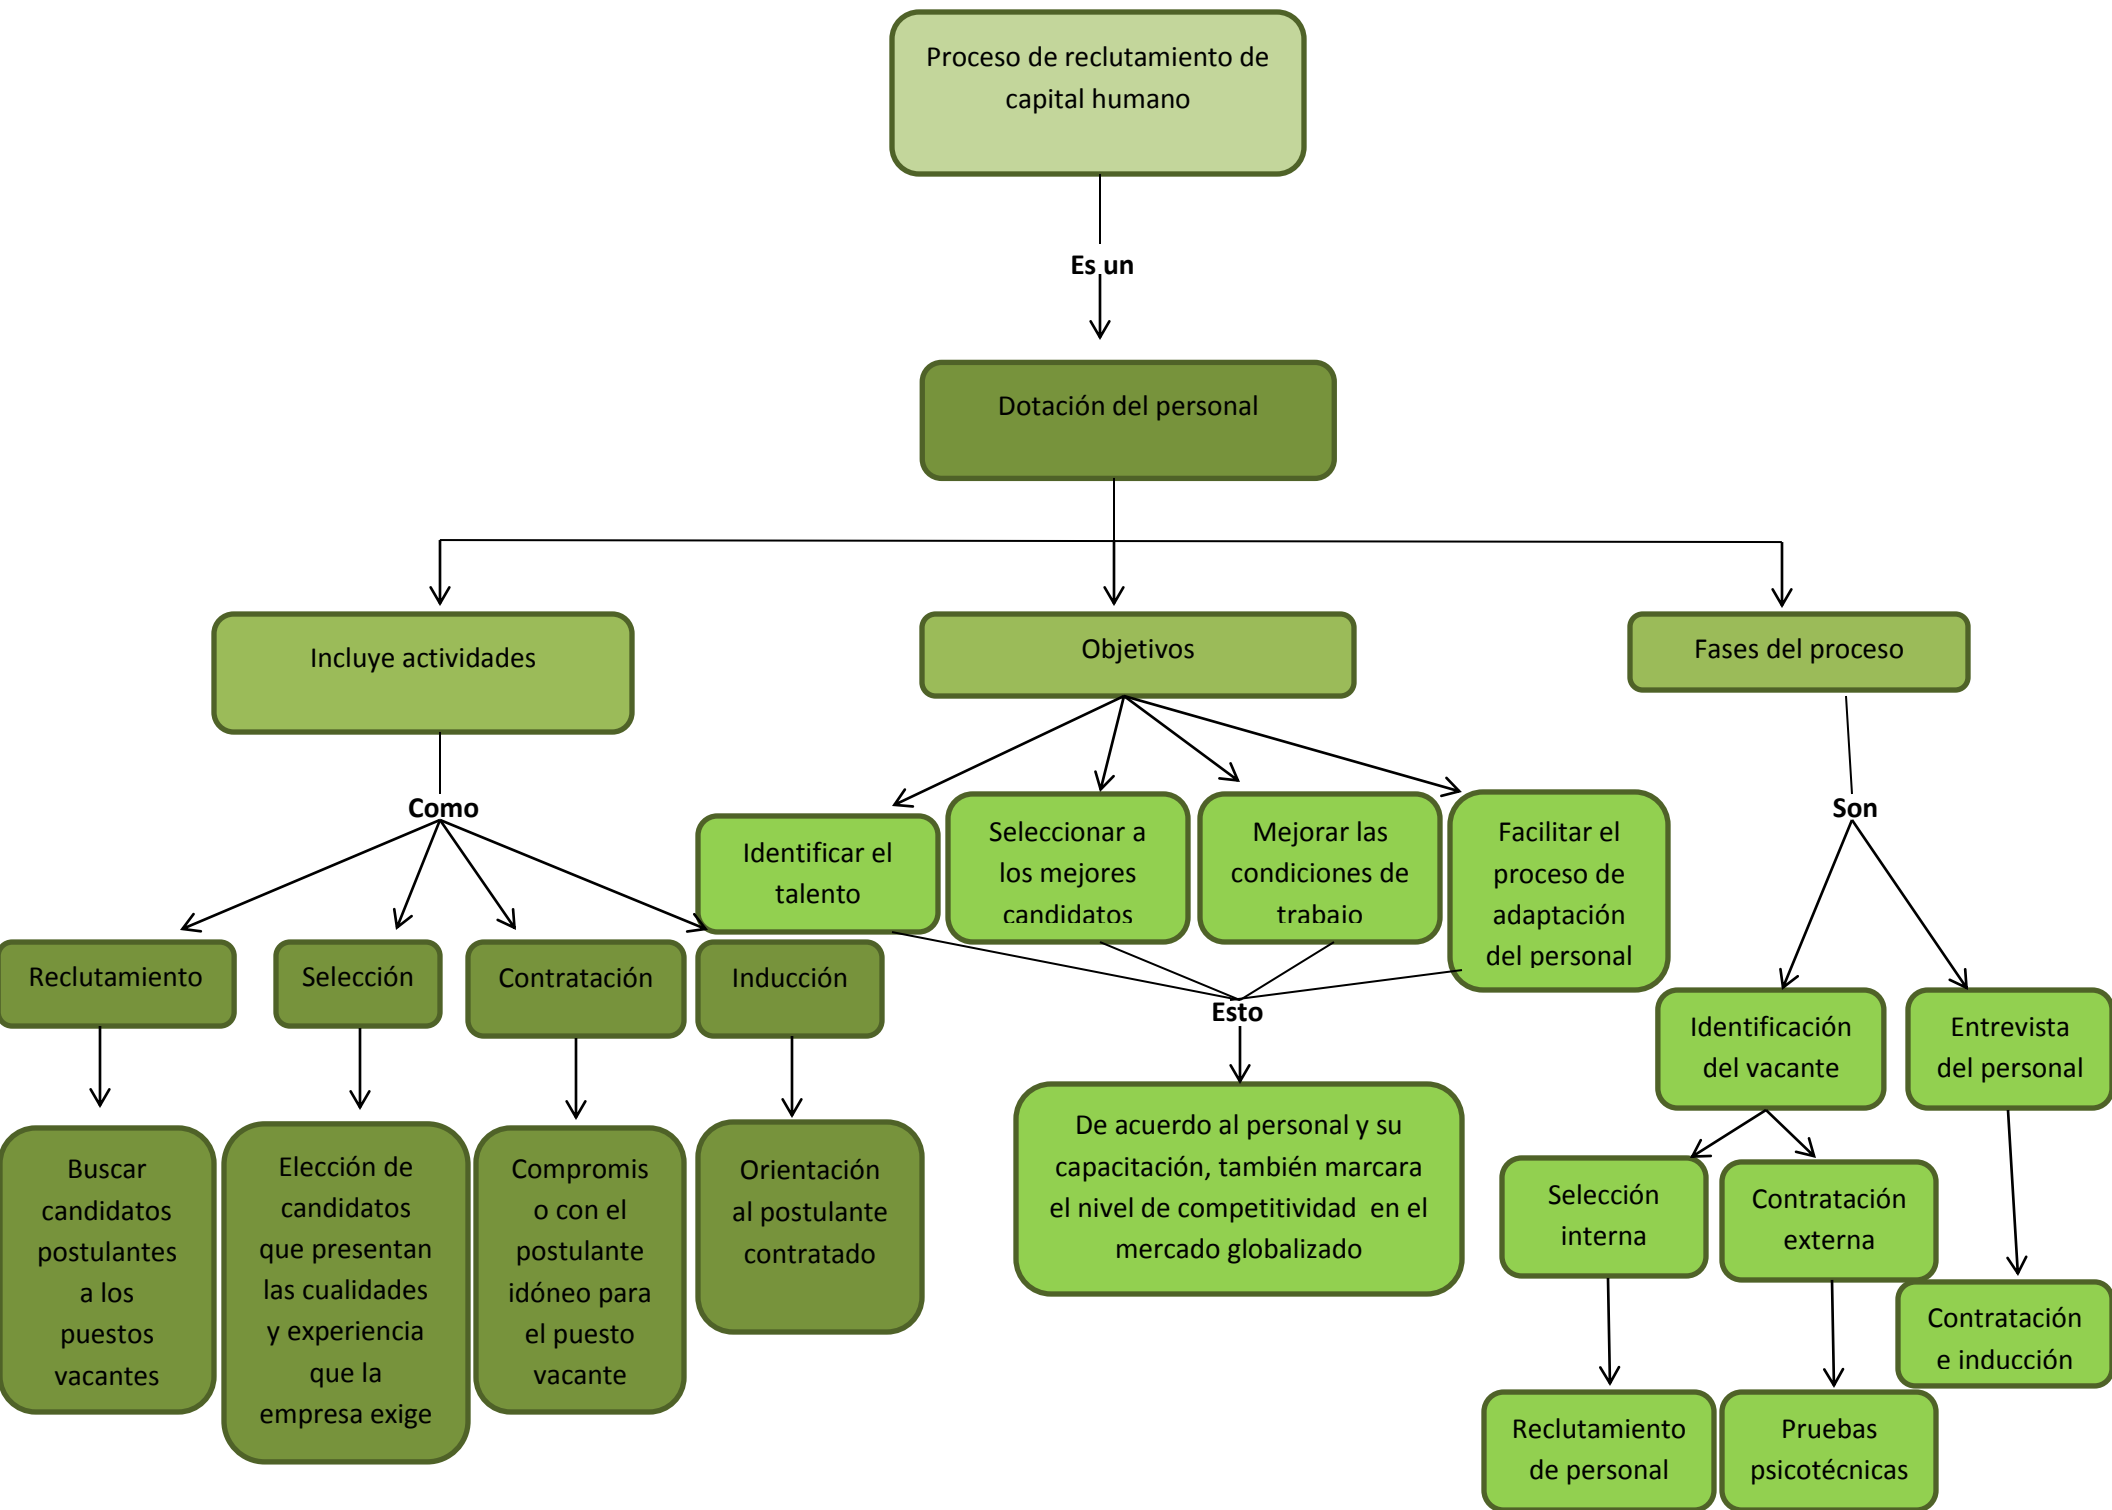 Proceso de reclutamiento de
capital humano
Es un
Dotación del personal
Incluye actividades
Objetivos
Fases del proceso
Como
Son
Identificar el
talento
Seleccionar a
los mejores
candidatos
Mejorar las
condiciones de
trabajo
Facilitar el
proceso de
adaptación
del personal
Reclutamiento
Selección
Contratación
Inducción
Esto
Identificación
del vacante
Entrevista
del personal
Buscar
candidatos
postulantes
a los
puestos
vacantes
Elección de
candidatos
que presentan
las cualidades
y experiencia
que la
empresa exige
Compromis
o con el
postulante
idóneo para
el puesto
vacante
Orientación
al postulante
contratado
De acuerdo al personal y su
capacitación, también marcara
el nivel de competitividad  en el
mercado globalizado
Selección
interna
Contratación
externa
Contratación
e inducción
Reclutamiento
de personal
Pruebas
psicotécnicas